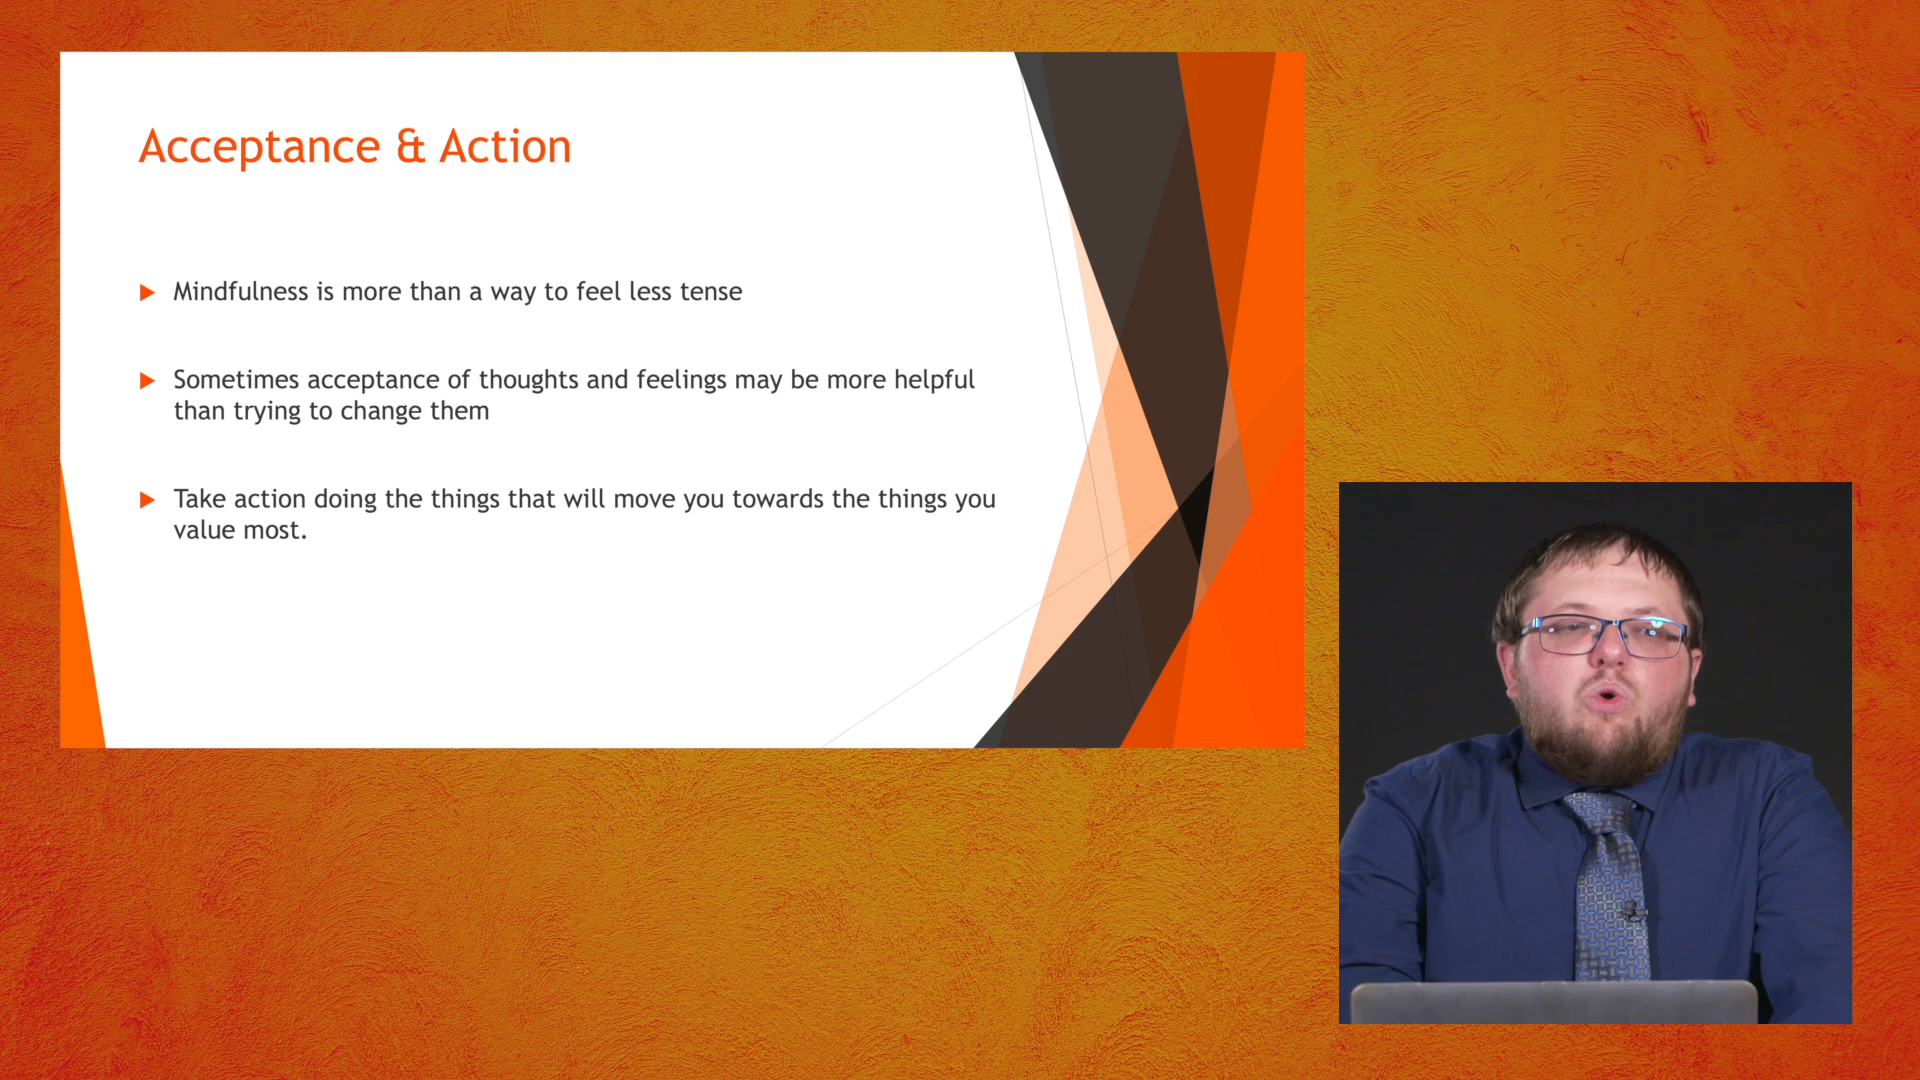 Acceptance & Action
Mindfulness is more than a way to feel less tense
Sometimes acceptance of thoughts and feelings may be more helpful
than trying to change them
Take action doing the things that will move you towards the things you
value most.